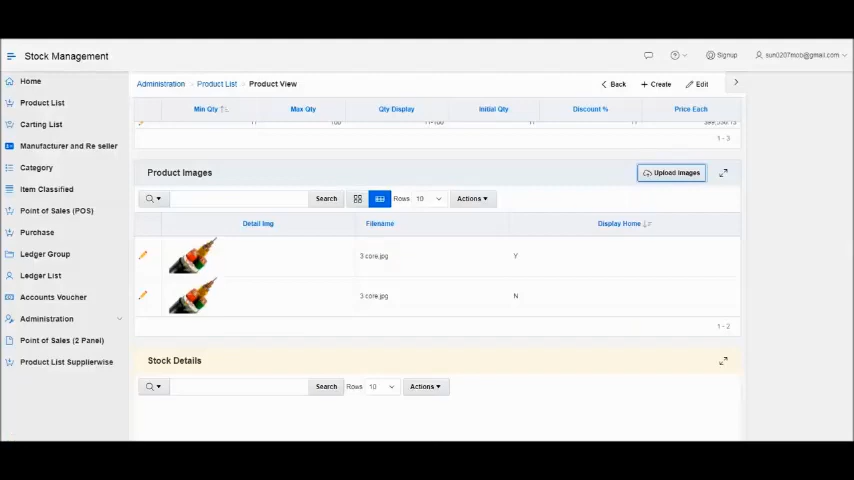 Stock Management
Signup
sun0207mob@gmail.com
Home
Product List
Carting List
Manufacturer and Re seller
Category
Item Classified
Point of Sales (POS)
Purchase
Ledger Group
Ledger List
Accounts Voucher
Administration
Point of Sales (2 Panel)
Product List Supplierwise
Administration Product List Product View
Back Create Edit
Min Qty Max Qty Qty Display Initial Qty Discount % Price Each
1 - 3
Product Images Upload Images
Search Rows 10 Actions
Detail Img Filename Display Home
3 core.jpg Y
3 core.jpg N
1 - 2
Stock Details
Search Rows 10 Actions